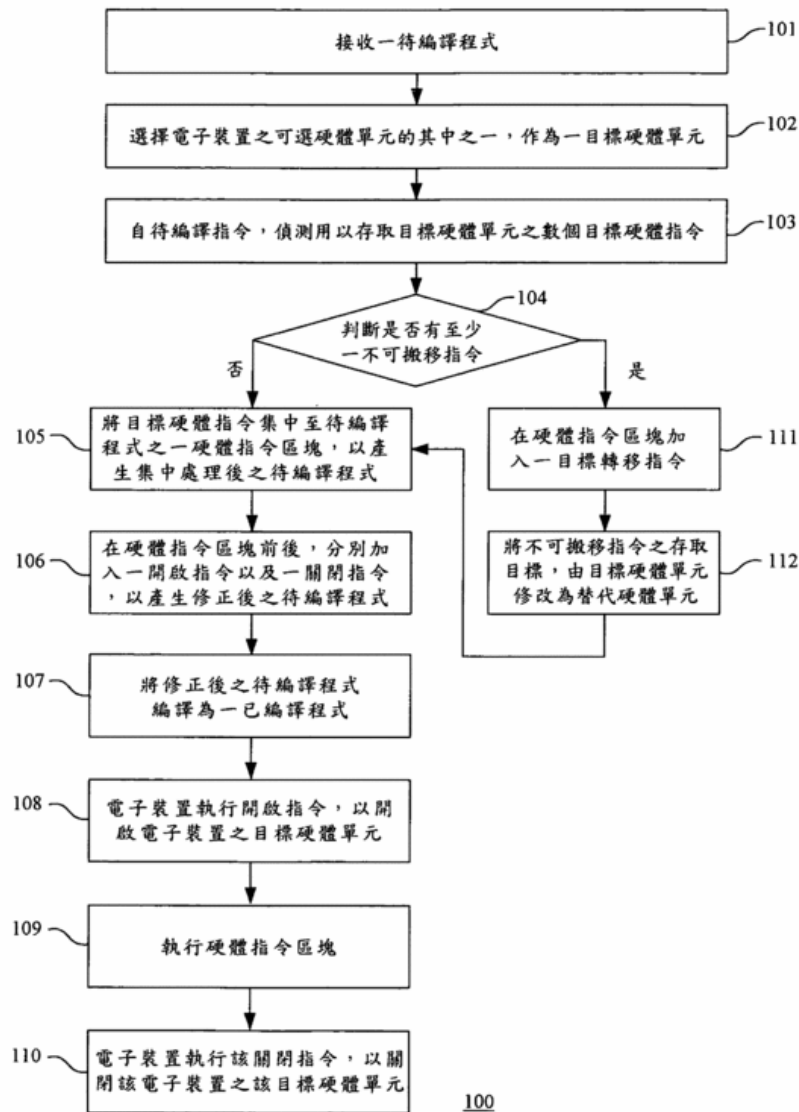 接收一待編譯程式
101
選擇電子裝置之可選硬體單元的其中之一，作為一目標硬體單元
102
自待編譯指令，偵測用以存取目標硬體單元之數個目標硬體指令
103
104
判斷是否有至少
一不可搬移指令
否
是
105
將目標硬體指令集中至待編譯
程式之一硬體指令區塊，以產
生集中處理後之待編譯程式
在硬體指令區塊加
入一目標轉移指令
111
106
在硬體指令區塊前後，分別加
入一開啟指令以及一關閉指令
，以產生修正後之待編譯程式
將不可搬移指令之存取
目標，由目標硬體單元
修改為替代硬體單元
112
107
將修正後之待編譯程式
編譯為一已編譯程式
108
電子裝置執行開啟指令，以開
啟電子裝置之目標硬體單元
109
執行硬體指令區塊
110
電子裝置執行該關閉指令，以關
閉該電子裝置之該目標硬體單元
100